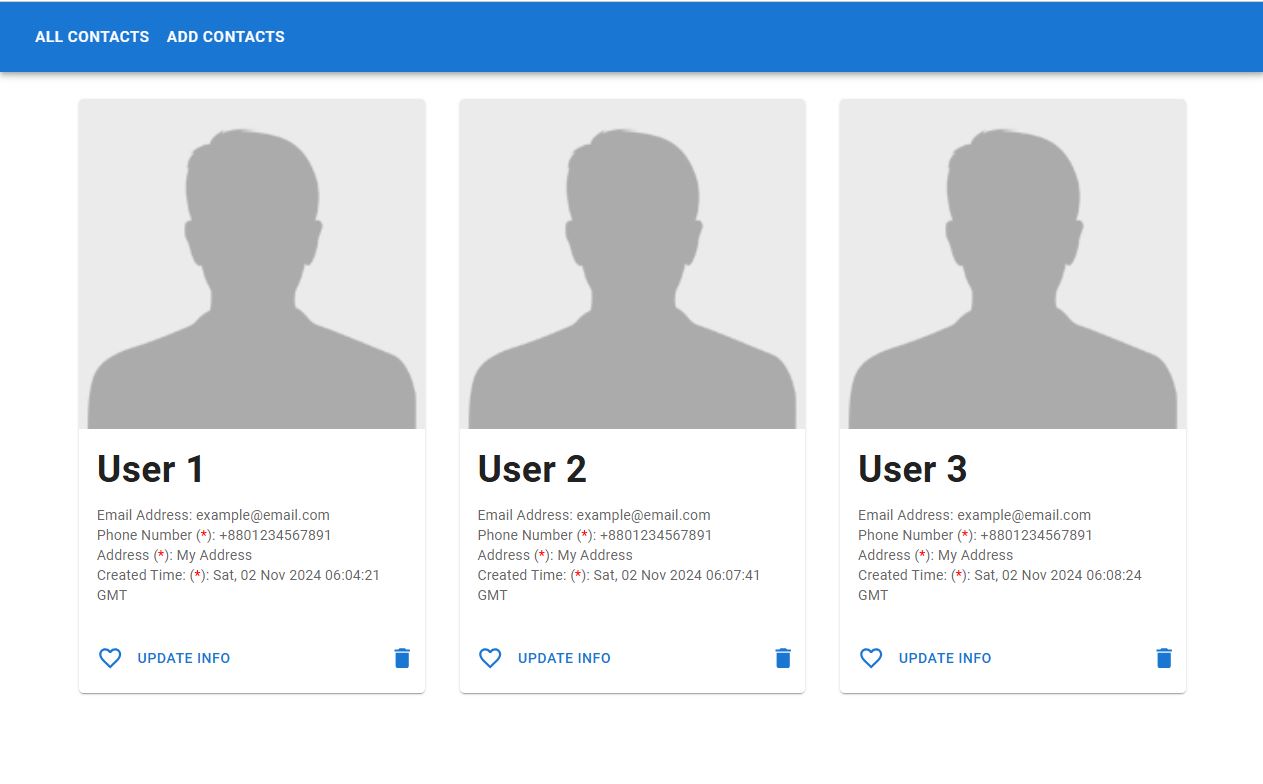 ALL CONTACTS ADD CONTACTS
User 1
Email Address: example@email.com
Phone Number (*): +8801234567891
Address (*): My Address
Created Time: (*): Sat, 02 Nov 2024 06:04:21
GMT
UPDATE INFO
User 2
Email Address: example@email.com
Phone Number (*): +8801234567891
Address (*): My Address
Created Time: (*): Sat, 02 Nov 2024 06:07:41
GMT
UPDATE INFO
User 3
Email Address: example@email.com
Phone Number (*): +8801234567891
Address (*): My Address
Created Time: (*): Sat, 02 Nov 2024 06:08:24
GMT
UPDATE INFO